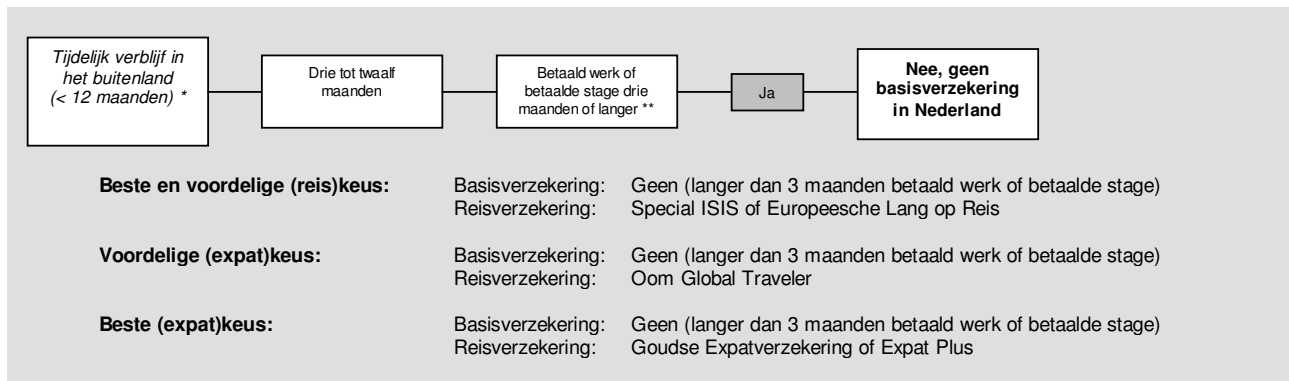 Tijdelijk verblijf in
het buitenland
(< 12 maanden) *
Drie tot twaalf
maanden
Betaald werk of
betaalde stage drie
maanden of langer **
Ja
Nee, geen
basisverzekering
in Nederland
Beste en voordelige (reis)keus: Basisverzekering: Geen (langer dan 3 maanden betaald werk of betaalde stage)
Reisverzekering: Special ISIS of Europeesche Lang op Reis
Voordelige (expat)keus: Basisverzekering: Geen (langer dan 3 maanden betaald werk of betaalde stage)
Reisverzekering: Oom Global Traveler
Beste (expat)keus: Basisverzekering: Geen (langer dan 3 maanden betaald werk of betaalde stage)
Reisverzekering: Goudse Expatverzekering of Expat Plus